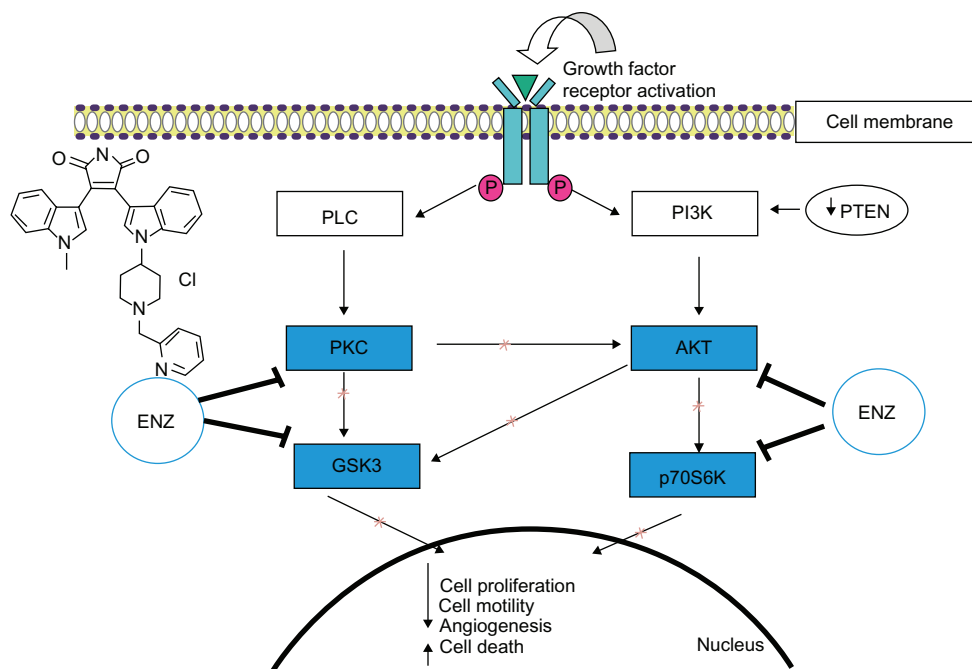 Growth factor
receptor activation
Cell membrane
N
O
O
P
P
PLC
PI3K
PTEN
N
N
Cl
N
PKC
AKT
N
ENZ
ENZ
GSK3
p70S6K
Cell proliferation
Cell motility
Angiogenesis
Cell death
Nucleus